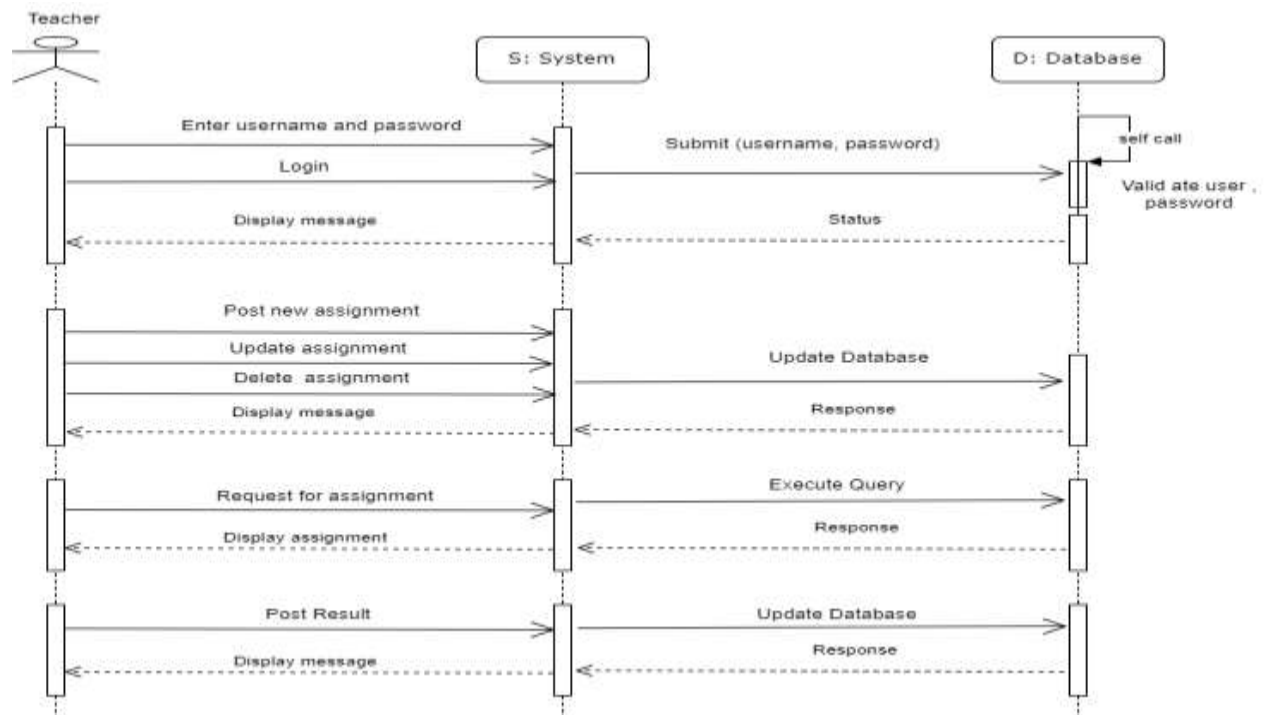 Teacher
S: System
D: Database
Enter username and password
Submit (username, password)
self call
Login
Valid ate user ,
password
Display message
Status
Post new assignment
Update assignment
Update Database
Delete assignment
Display message
Response
Request for assignment
Execute Query
Display assignment
Response
Post Result
Update Database
Display message
Response